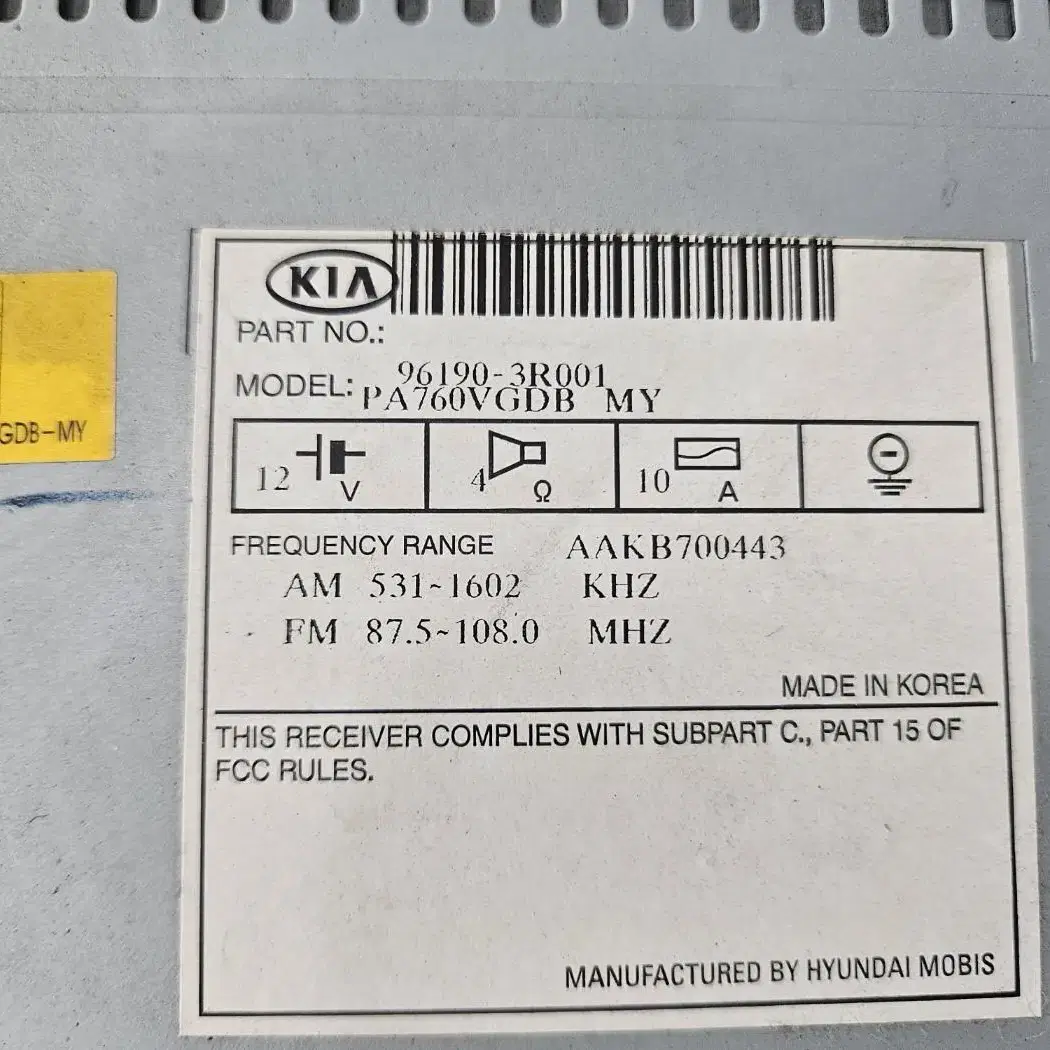 KIA
PART NO.:
96190-3R001
MODEL: PA760VGDB MY
12 V
4 Ω
10 A
GDB-MY
FREQUENCY RANGE AAKB700443
AM 531~1602 KHZ
FM 87.5~108.0 MHZ
MADE IN KOREA
THIS RECEIVER COMPLIES WITH SUBPART C., PART 15 OF
FCC RULES.
MANUFACTURED BY HYUNDAI MOBIS